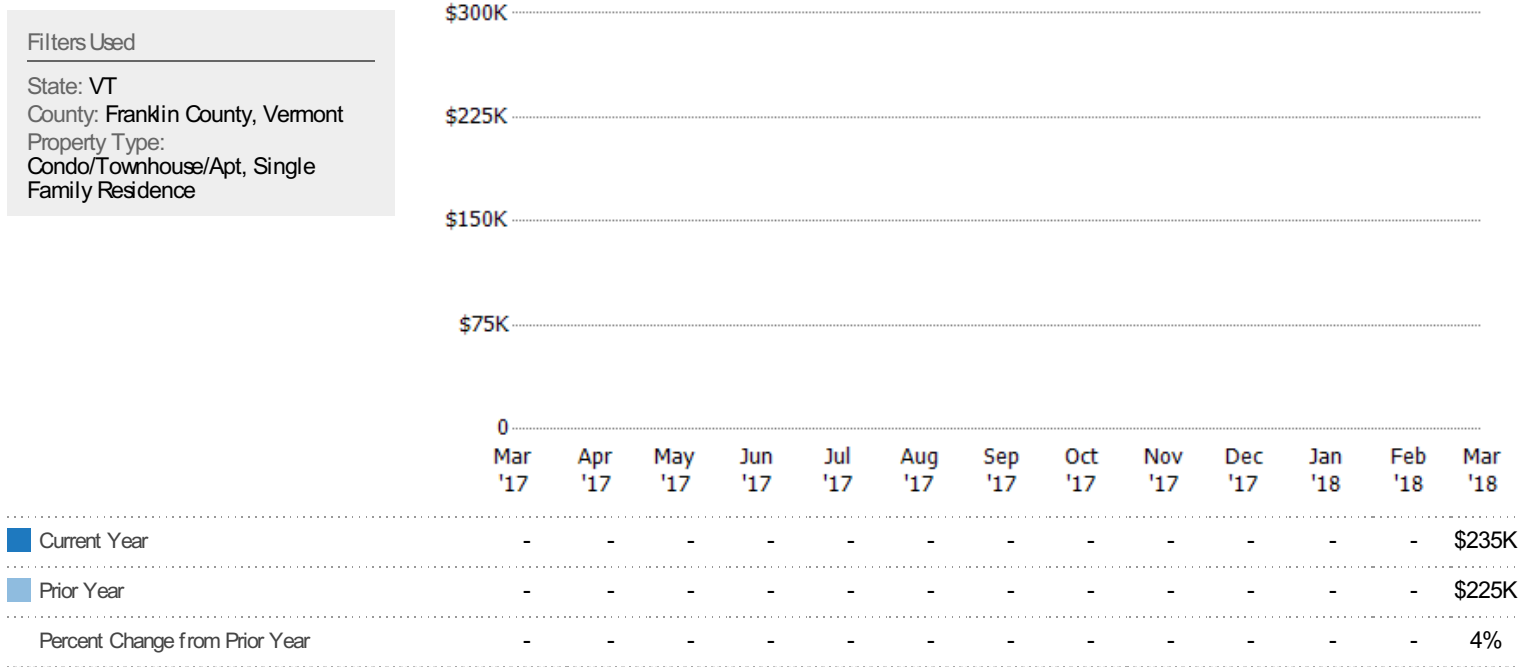 Filters Used
State: VT
County: Franklin County, Vermont
Property Type:
Condo/Townhouse/Apt, Single
Family Residence
$300K
$225K
$150K
$75K
0
Mar Apr May Jun Jul Aug Sep Oct Nov Dec Jan Feb Mar
'17 '17 '17 '17 '17 '17 '17 '17 '17 '17 '18 '18 '18
Current Year - - - - - - - - - - - - $235K
Prior Year - - - - - - - - - - - - $225K
Percent Change from Prior Year - - - - - - - - - - - - 4%